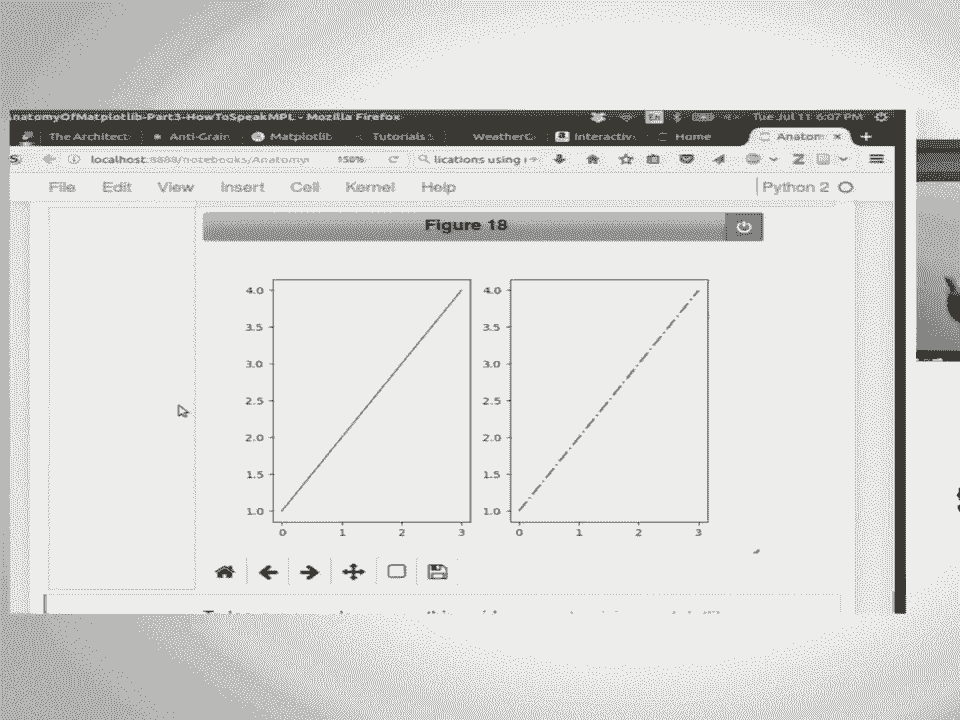 natomyOfMatplotlib-Part3-HowToSpeakMPL - Mozilla Firefox En Tue Jul 11 6:07 PM
The Architect Anti-Grain Matplotlib Tutorials WeatherC Interactiv Home Anatom × +
S localhost:8888/notebooks/Anatomy 150% lications using Z
File Edit View Insert Cell Kernel Help Python 2
Figure 18
4.0 4.0
3.5 3.5
3.0 3.0
2.5 2.5
2.0 2.0
1.5 1.5
1.0 1.0
0 1 2 3 0 1 2 3